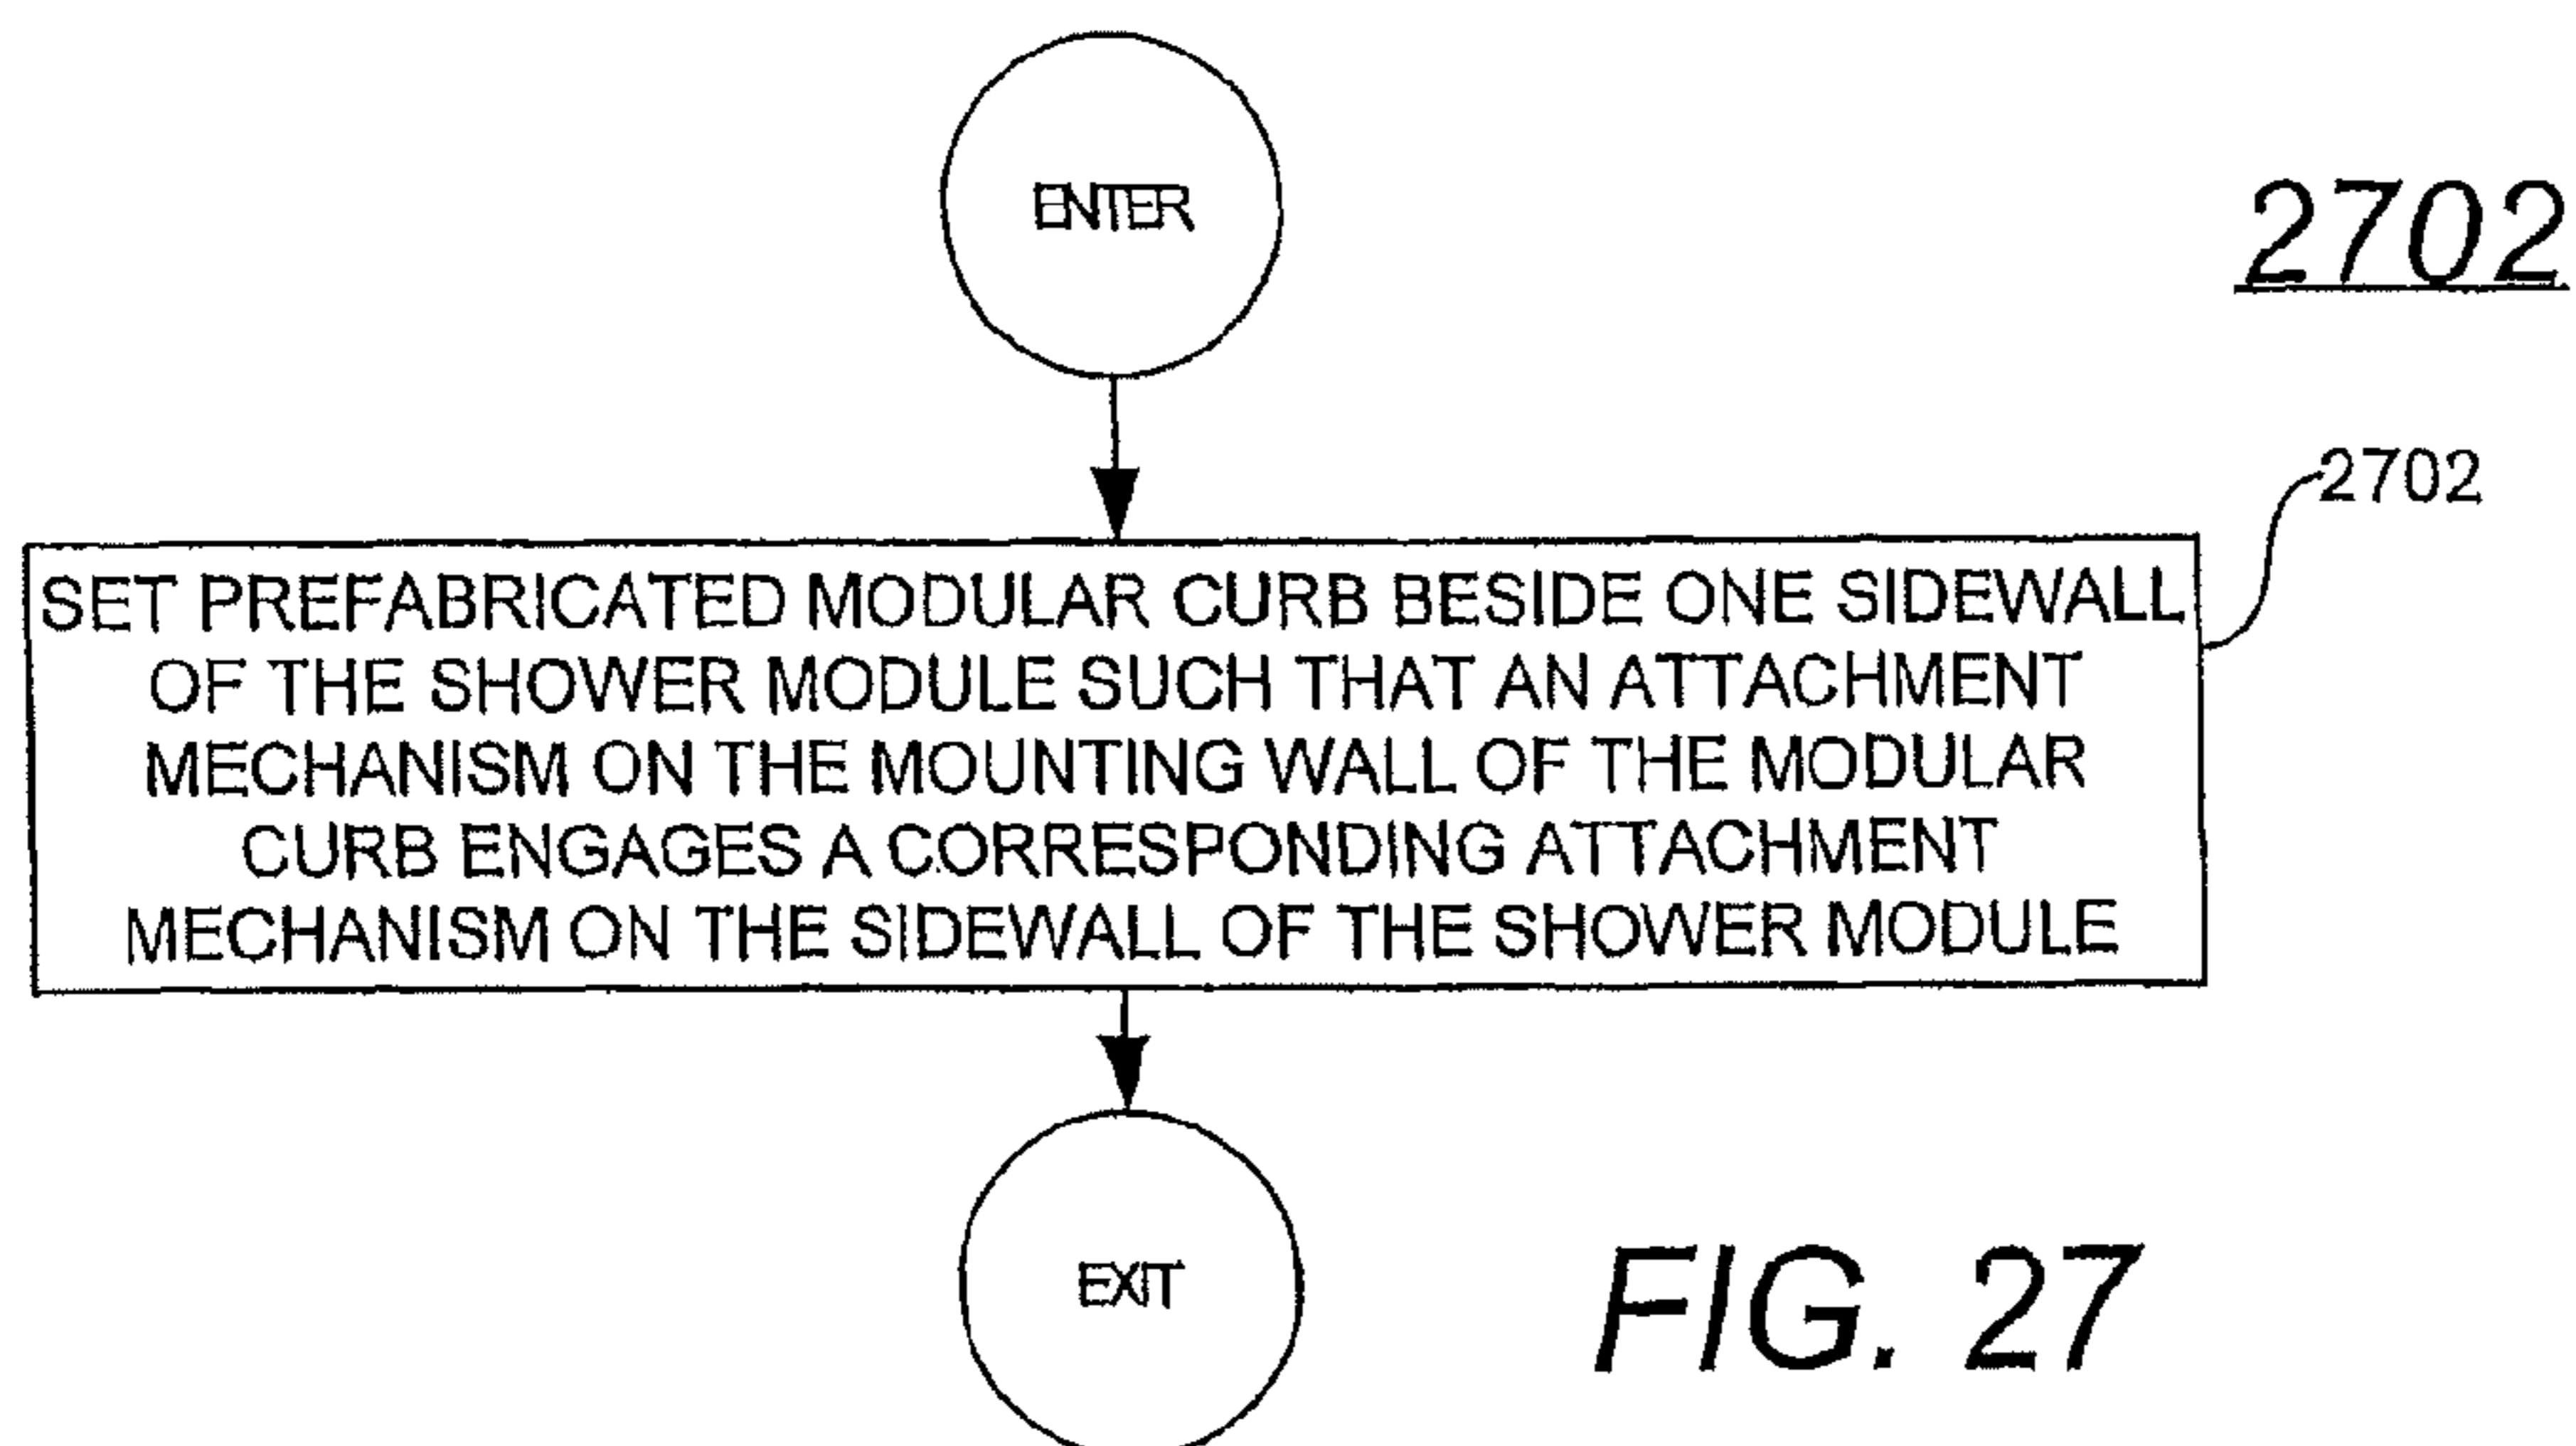 ENTER
2702
2702
SET PREFABRICATED MODULAR CURB BESIDE ONE SIDEWALL
OF THE SHOWER MODULE SUCH THAT AN ATTACHMENT
MECHANISM ON THE MOUNTING WALL OF THE MODULAR
CURB ENGAGES A CORRESPONDING ATTACHMENT
MECHANISM ON THE SIDEWALL OF THE SHOWER MODULE
EXIT
FIG. 27